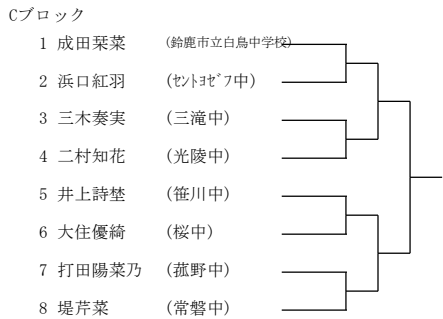 Cブロック
1 成田栞菜 (鈴鹿市立白鳥中学校)
2 浜口紅羽 (セントヨゼフ中)
3 三木奏実 (三滝中)
4 二村知花 (光陵中)
5 井上詩埜 (笹川中)
6 大住優綺 (桜中)
7 打田陽菜乃 (菰野中)
8 堤芹菜 (常磐中)